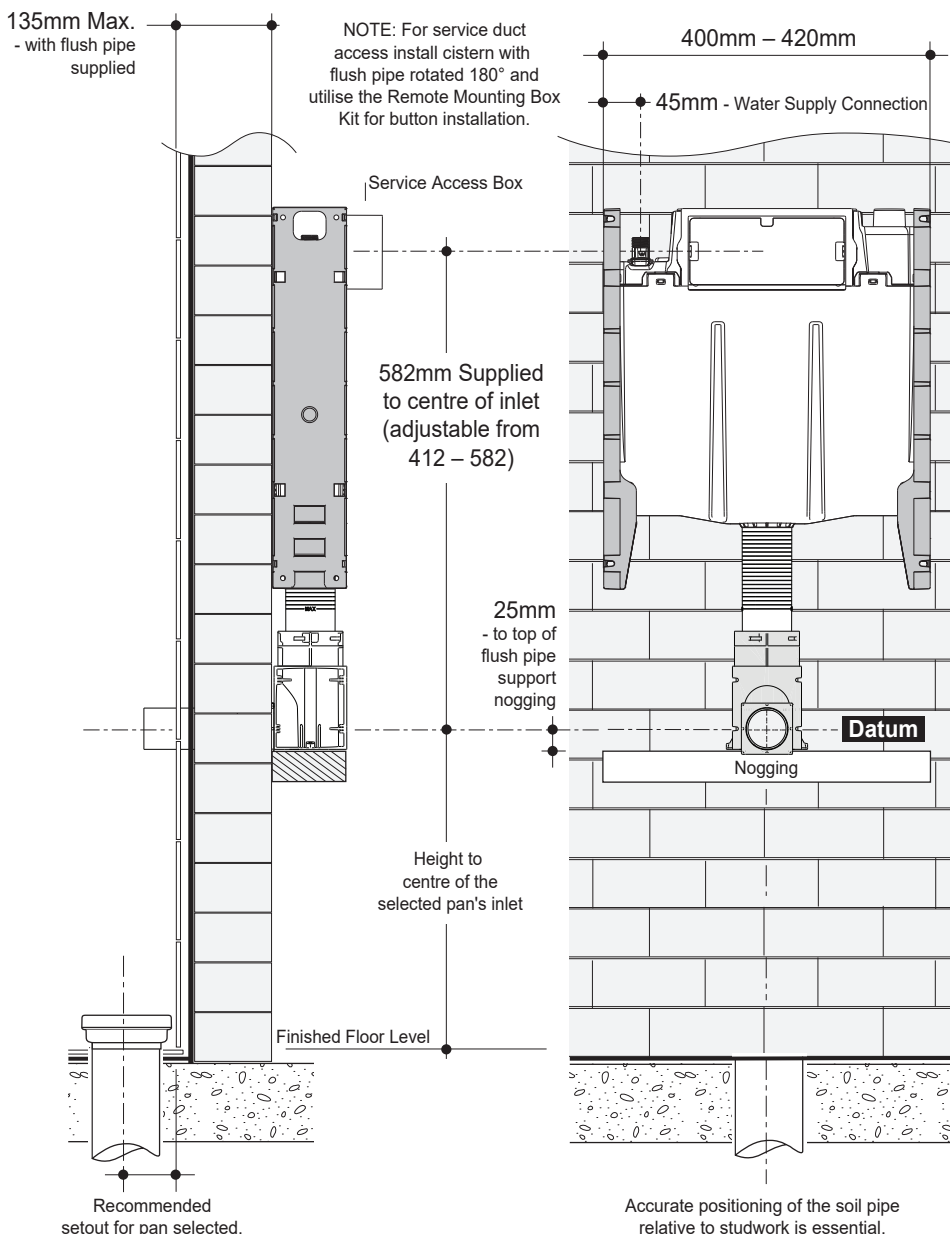 135mm Max.
- with flush pipe
supplied
NOTE: For service duct
access install cistern with
flush pipe rotated 180° and
utilise the Remote Mounting Box
Kit for button installation.
400mm – 420mm
45mm - Water Supply Connection
Service Access Box
582mm Supplied
to centre of inlet
(adjustable from
412 – 582)
MAX
25mm
- to top of
flush pipe
support
nogging
Datum
Nogging
Height to
centre of the
selected pan's inlet
Finished Floor Level
Recommended
setout for pan selected.
Accurate positioning of the soil pipe
relative to studwork is essential.